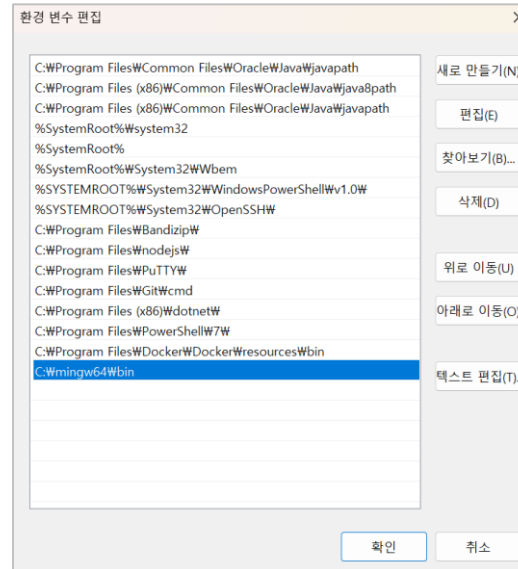 환경 변수 편집
C:₩Program Files₩Common Files₩Oracle₩Java₩javapath
C:₩Program Files (x86)₩Common Files₩Oracle₩Java₩java8path
C:₩Program Files (x86)₩Common Files₩Oracle₩Java₩javapath
%SystemRoot%₩system32
%SystemRoot%
%SystemRoot%₩System32₩Wbem
%SYSTEMROOT%₩System32₩WindowsPowerShell₩v1.0₩
%SYSTEMROOT%₩System32₩OpenSSH₩
C:₩Program Files₩Bandizip₩
C:₩Program Files₩nodejs₩
C:₩Program Files₩PuTTY₩
C:₩Program Files₩Git₩cmd
C:₩Program Files (x86)₩dotnet₩
C:₩Program Files₩PowerShell₩7₩
C:₩Program Files₩Docker₩Docker₩resources₩bin
C:₩mingw64₩bin
새로 만들기(N)
편집(E)
찾아보기(B)...
삭제(D)
위로 이동(U)
아래로 이동(O)
텍스트 편집(T).
확인
취소